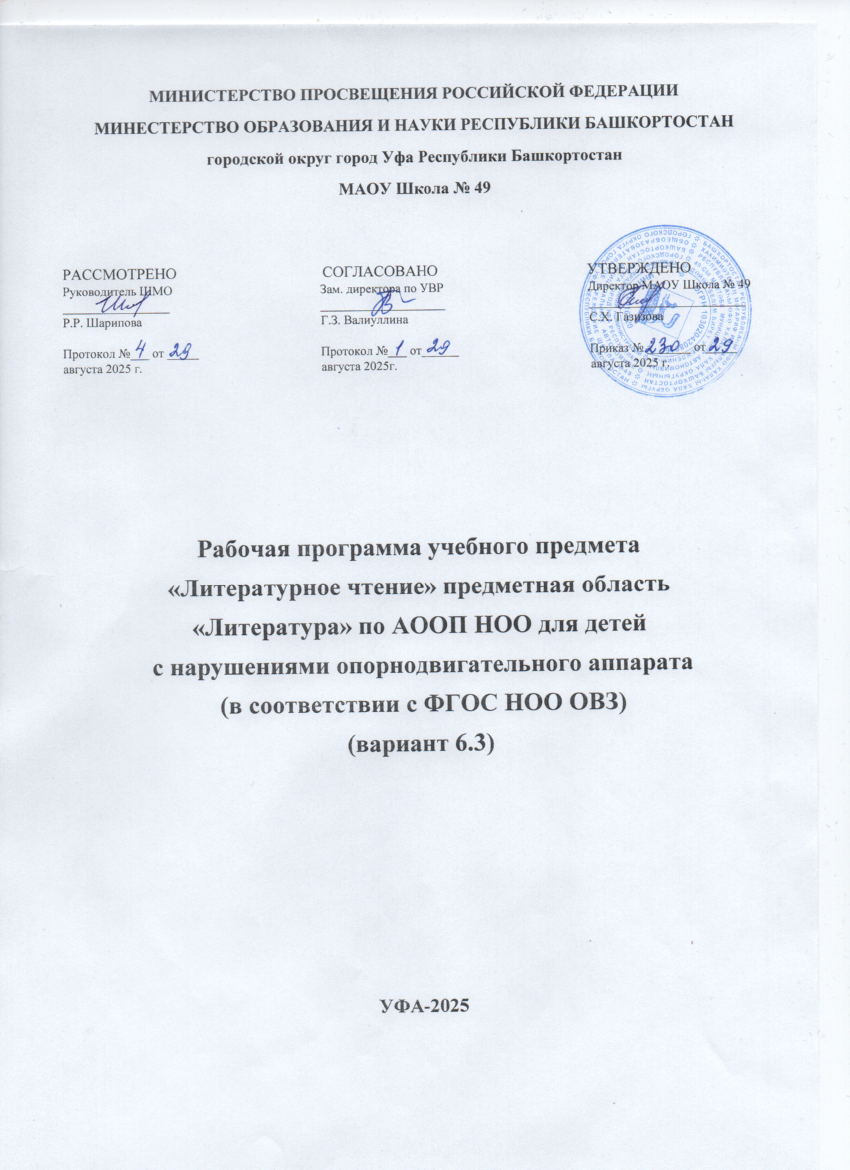 МИНИСТЕРСТВО ПРОСВЕЩЕНИЯ РОССИЙСКОЙ ФЕДЕРАЦИИ
МИНЕСТЕРСТВО ОБРАЗОВАНИЯ И НАУКИ РЕСПУБЛИКИ БАШКОРТОСТАН
городской округ город Уфа Республики Башкортостан
МАОУ Школа № 49
РАССМОТРЕНО
Руководитель ШМО
Р.Р. Шарипова
Протокол № 4 от 29
августа 2025 г.
СОГЛАСОВАНО
Зам. директора по УВР
Г.З. Валиуллина
Протокол № 1 от 29
августа 2025г.
УТВЕРЖДЕНО
Директор МАОУ Школа № 49
С.Х. Газизова
Приказ № 230 от 29
августа 2025 г.
Рабочая программа учебного предмета
«Литературное чтение» предметная область
«Литература» по АООП НОО для детей
с нарушениями опорнодвигательного аппарата
(в соответствии с ФГОС НОО ОВЗ)
(вариант 6.3)
УФА-2025